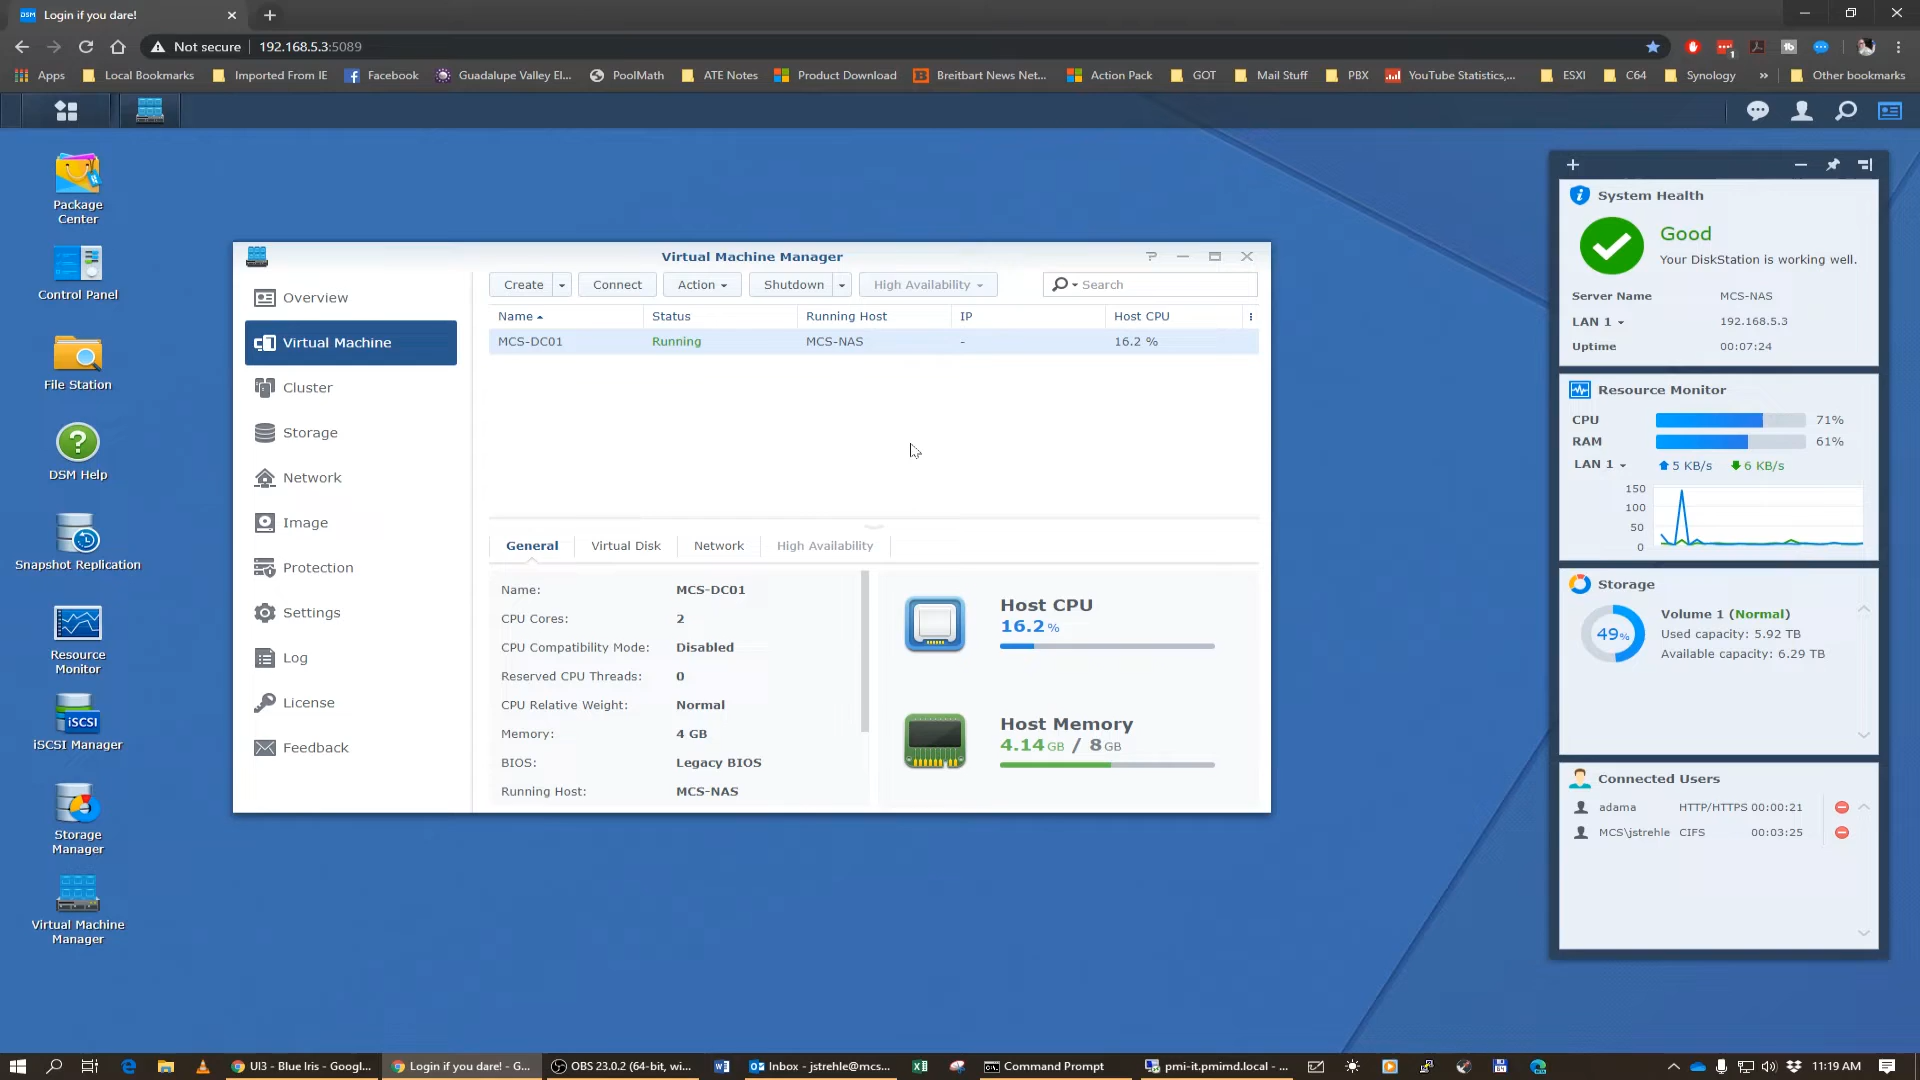 Login if you dare!
Not secure
192.168.5.3:5089
Apps
Local Bookmarks
Imported From IE
Facebook
Guadalupe Valley El...
PoolMath
ATE Notes
Product Download
Breitbart News Net...
Action Pack
GOT
Mail Stuff
PBX
YouTube Statistics,...
ESXI
C64
Synology
»
Other bookmarks
Package
Center
Control Panel
File Station
DSM Help
Snapshot Replication
Resource
Monitor
iSCSI
iSCSI Manager
Storage
Manager
Virtual Machine
Manager
Virtual Machine Manager
Overview
Virtual Machine
Cluster
Storage
Network
Image
Protection
Settings
Log
License
Feedback
Create
Connect
Action
Shutdown
High Availability
Search
Name Status Running Host IP Host CPU
MCS-DC01 Running MCS-NAS - 16.2 %
General
Virtual Disk
Network
High Availability
Name: MCS-DC01
CPU Cores: 2
CPU Compatibility Mode: Disabled
Reserved CPU Threads: 0
CPU Relative Weight: Normal
Memory: 4 GB
BIOS: Legacy BIOS
Running Host: MCS-NAS
Host CPU
16.2 %
Host Memory
4.14 GB / 8 GB
System Health
Good
Your DiskStation is working well.
Server Name MCS-NAS
LAN 1 192.168.5.3
Uptime 00:07:24
Resource Monitor
CPU 71%
RAM 61%
LAN 1 5 KB/s 6 KB/s
150
100
50
0
Storage
49%
Volume 1 (Normal)
Used capacity: 5.92 TB
Available capacity: 6.29 TB
Connected Users
adama HTTP/HTTPS 00:00:21
MCS\jstrehle CIFS 00:03:25
UI3 - Blue Iris - Googl...
Login if you dare! - G...
OBS 23.0.2 (64-bit, wi...
Inbox - jstrehle@mcs...
Command Prompt
pmi-it.pmimd.local - ...
11:19 AM